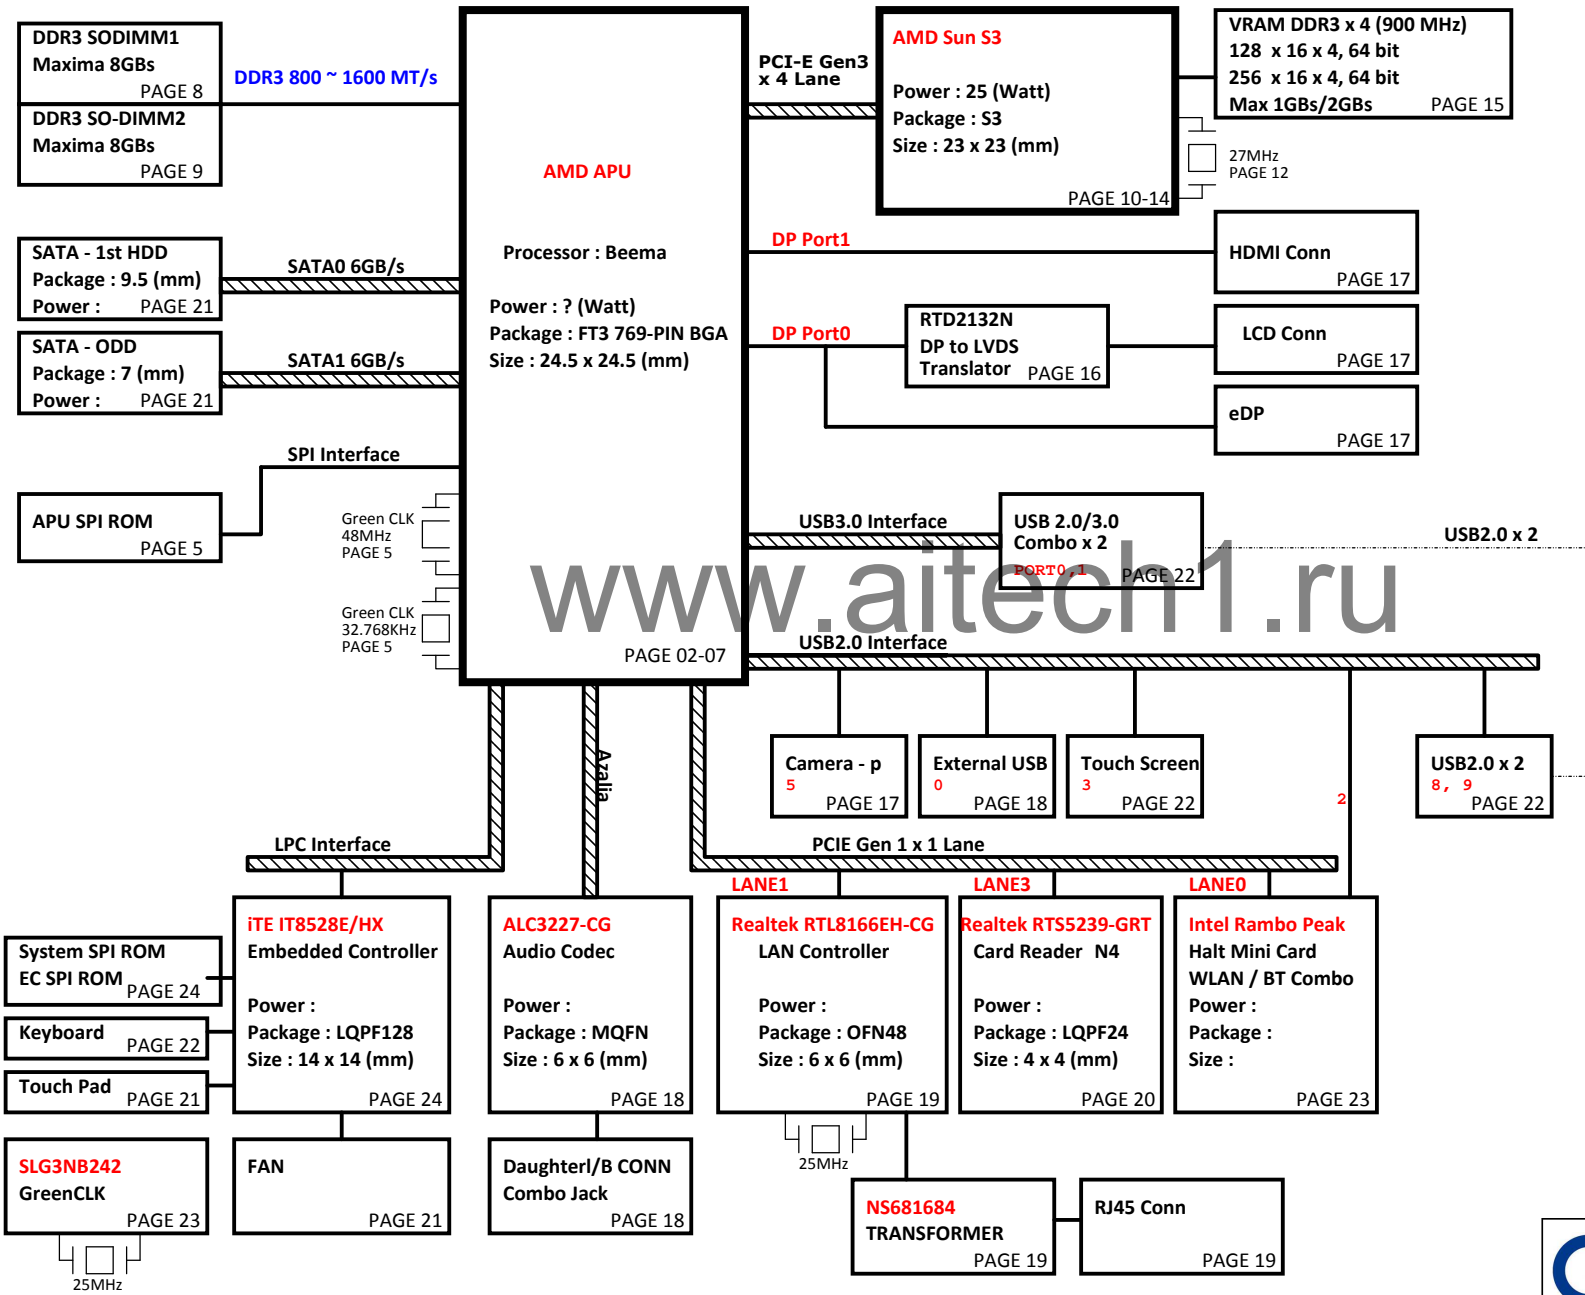 DDR3 SODIMM1
Maxima 8GBs
PAGE 8
DDR3 SO-DIMM2
Maxima 8GBs
PAGE 9
DDR3 800 ~ 1600 MT/s
SATA - 1st HDD
Package : 9.5 (mm)
Power : PAGE 21
SATA0 6GB/s
SATA - ODD
Package : 7 (mm)
Power : PAGE 21
SATA1 6GB/s
SPI Interface
APU SPI ROM
PAGE 5
Green CLK
48MHz
PAGE 5
Green CLK
32.768KHz
PAGE 5
AMD APU
Processor : Beema
Power : ? (Watt)
Package : FT3 769-PIN BGA
Size : 24.5 x 24.5 (mm)
PAGE 02-07
PCI-E Gen3
x 4 Lane
AMD Sun S3
Power : 25 (Watt)
Package : S3
Size : 23 x 23 (mm)
PAGE 10-14
VRAM DDR3 x 4 (900 MHz)
128 x 16 x 4, 64 bit
256 x 16 x 4, 64 bit
Max 1GBs/2GBs PAGE 15
27MHz
PAGE 12
DP Port1
HDMI Conn
PAGE 17
DP Port0
RTD2132N
DP to LVDS
Translator PAGE 16
LCD Conn
PAGE 17
eDP
PAGE 17
USB3.0 Interface
USB 2.0/3.0
Combo x 2
PORT0,1 PAGE 22
USB2.0 x 2
www.aitech1.ru
USB2.0 Interface
Camera - p
5
PAGE 17
External USB
0
PAGE 18
Touch Screen
3
PAGE 22
2
USB2.0 x 2
8, 9
PAGE 22
Azalia
LPC Interface
PCIE Gen 1 x 1 Lane
LANE1
LANE3
LANE0
System SPI ROM
EC SPI ROM PAGE 24
Keyboard PAGE 22
Touch Pad PAGE 21
iTE IT8528E/HX
Embedded Controller
Power :
Package : LQPF128
Size : 14 x 14 (mm)
PAGE 24
ALC3227-CG
Audio Codec
Power :
Package : MQFN
Size : 6 x 6 (mm)
PAGE 18
Realtek RTL8166EH-CG
LAN Controller
Power :
Package : OFN48
Size : 6 x 6 (mm)
PAGE 19
Realtek RTS5239-GRT
Card Reader N4
Power :
Package : LQPF24
Size : 4 x 4 (mm)
PAGE 20
Intel Rambo Peak
Halt Mini Card
WLAN / BT Combo
Power :
Package :
Size :
PAGE 23
SLG3NB242
GreenCLK
PAGE 23
25MHz
FAN
PAGE 21
Daughterl/B CONN
Combo Jack
PAGE 18
25MHz
NS681684
TRANSFORMER
PAGE 19
RJ45 Conn
PAGE 19